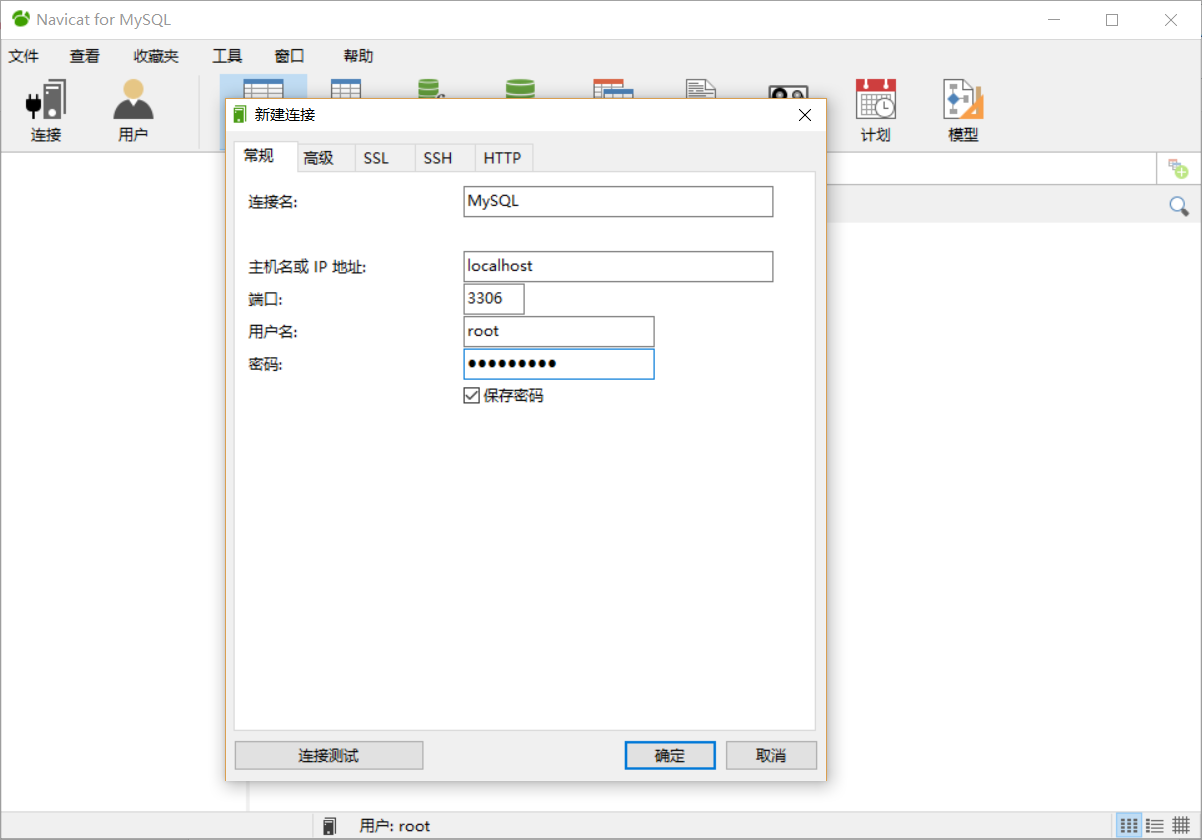 Navicat for MySQL
文件 查看 收藏夹 工具 窗口 帮助
连接 用户 计划 模型
新建连接
常规 高级 SSL SSH HTTP
连接名: MySQL
主机名或 IP 地址: localhost
端口: 3306
用户名: root
密码: ●●●●●●●●●
保存密码
连接测试 确定 取消
用户: root